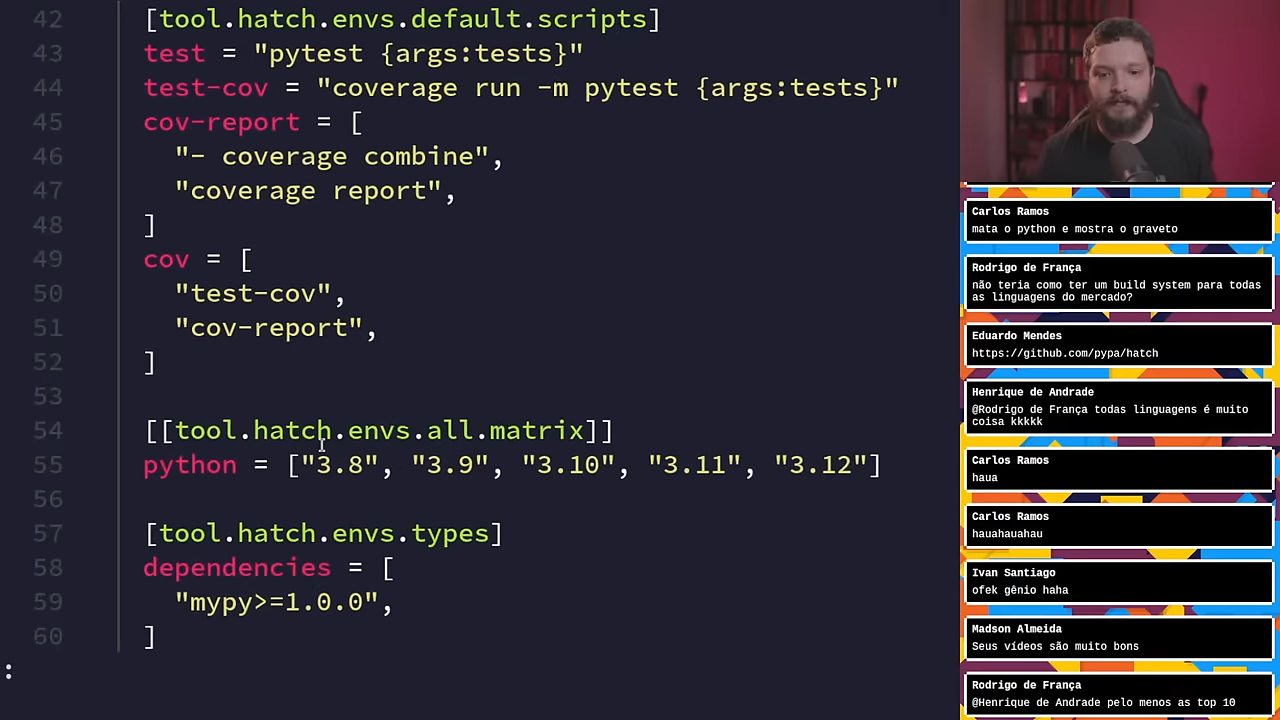 42 [tool.hatch.envs.default.scripts]
43 test = "pytest {args:tests}"
44 test-cov = "coverage run -m pytest {args:tests}"
45 cov-report = [
46 "- coverage combine",
47 "coverage report",
48 ]
49 cov = [
50 "test-cov",
51 "cov-report",
52 ]
53
54 [[tool.hatch.envs.all.matrix]]
55 python = ["3.8", "3.9", "3.10", "3.11", "3.12"]
56
57 [tool.hatch.envs.types]
58 dependencies = [
59 "mypy>=1.0.0",
60 ]
:
Carlos Ramos
mata o python e mostra o graveto
Rodrigo de França
não teria como ter um build system para todas
as linguagens do mercado?
Eduardo Mendes
https://github.com/pypa/hatch
Henrique de Andrade
@Rodrigo de França todas linguagens é muito
coisa kkkkk
Carlos Ramos
haua
Carlos Ramos
hauahauahau
Ivan Santiago
ofek gênio haha
Madson Almeida
Seus vídeos são muito bons
Rodrigo de França
@Henrique de Andrade pelo menos as top 10